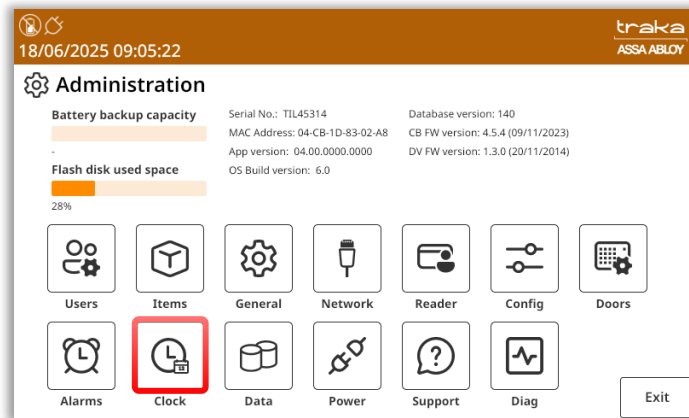 traka
18/06/2025 09:05:22
ASSA ABLOY
Administration
Battery backup capacity
-
Flash disk used space
28%
Serial No.: TIL45314
MAC Address: 04-CB-1D-83-02-A8
App version: 04.00.0000.0000
OS Build version: 6.0
Database version: 140
CB FW version: 4.5.4 (09/11/2023)
DV FW version: 1.3.0 (20/11/2014)
Users
Items
General
Network
Reader
Config
Doors
Alarms
Clock
Data
Power
Support
Diag
Exit